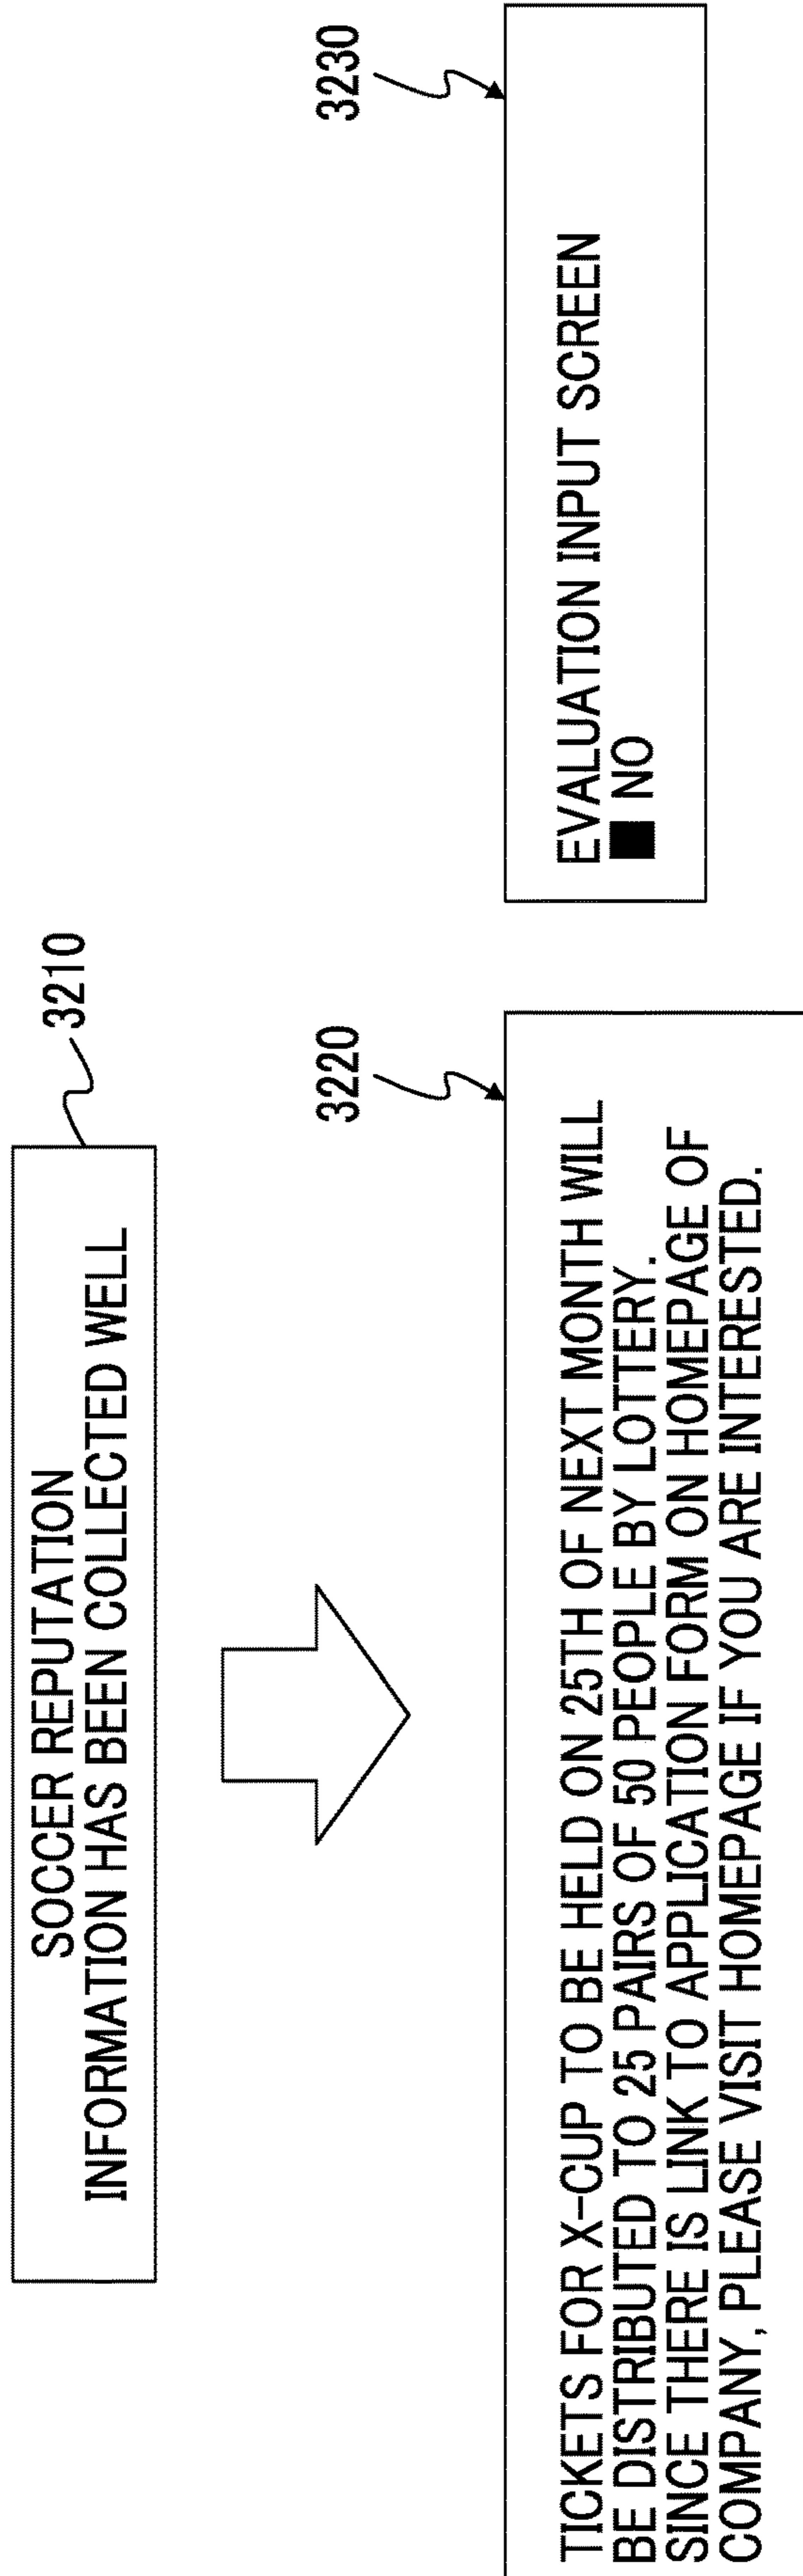 3210
SOCCER REPUTATION
INFORMATION HAS BEEN COLLECTED WELL
3220
TICKETS FOR X-CUP TO BE HELD ON 25TH OF NEXT MONTH WILL
BE DISTRIBUTED TO 25 PAIRS OF 50 PEOPLE BY LOTTERY.
SINCE THERE IS LINK TO APPLICATION FORM ON HOMEPAGE OF
COMPANY, PLEASE VISIT HOMEPAGE IF YOU ARE INTERESTED.
3230
EVALUATION INPUT SCREEN
■ NO